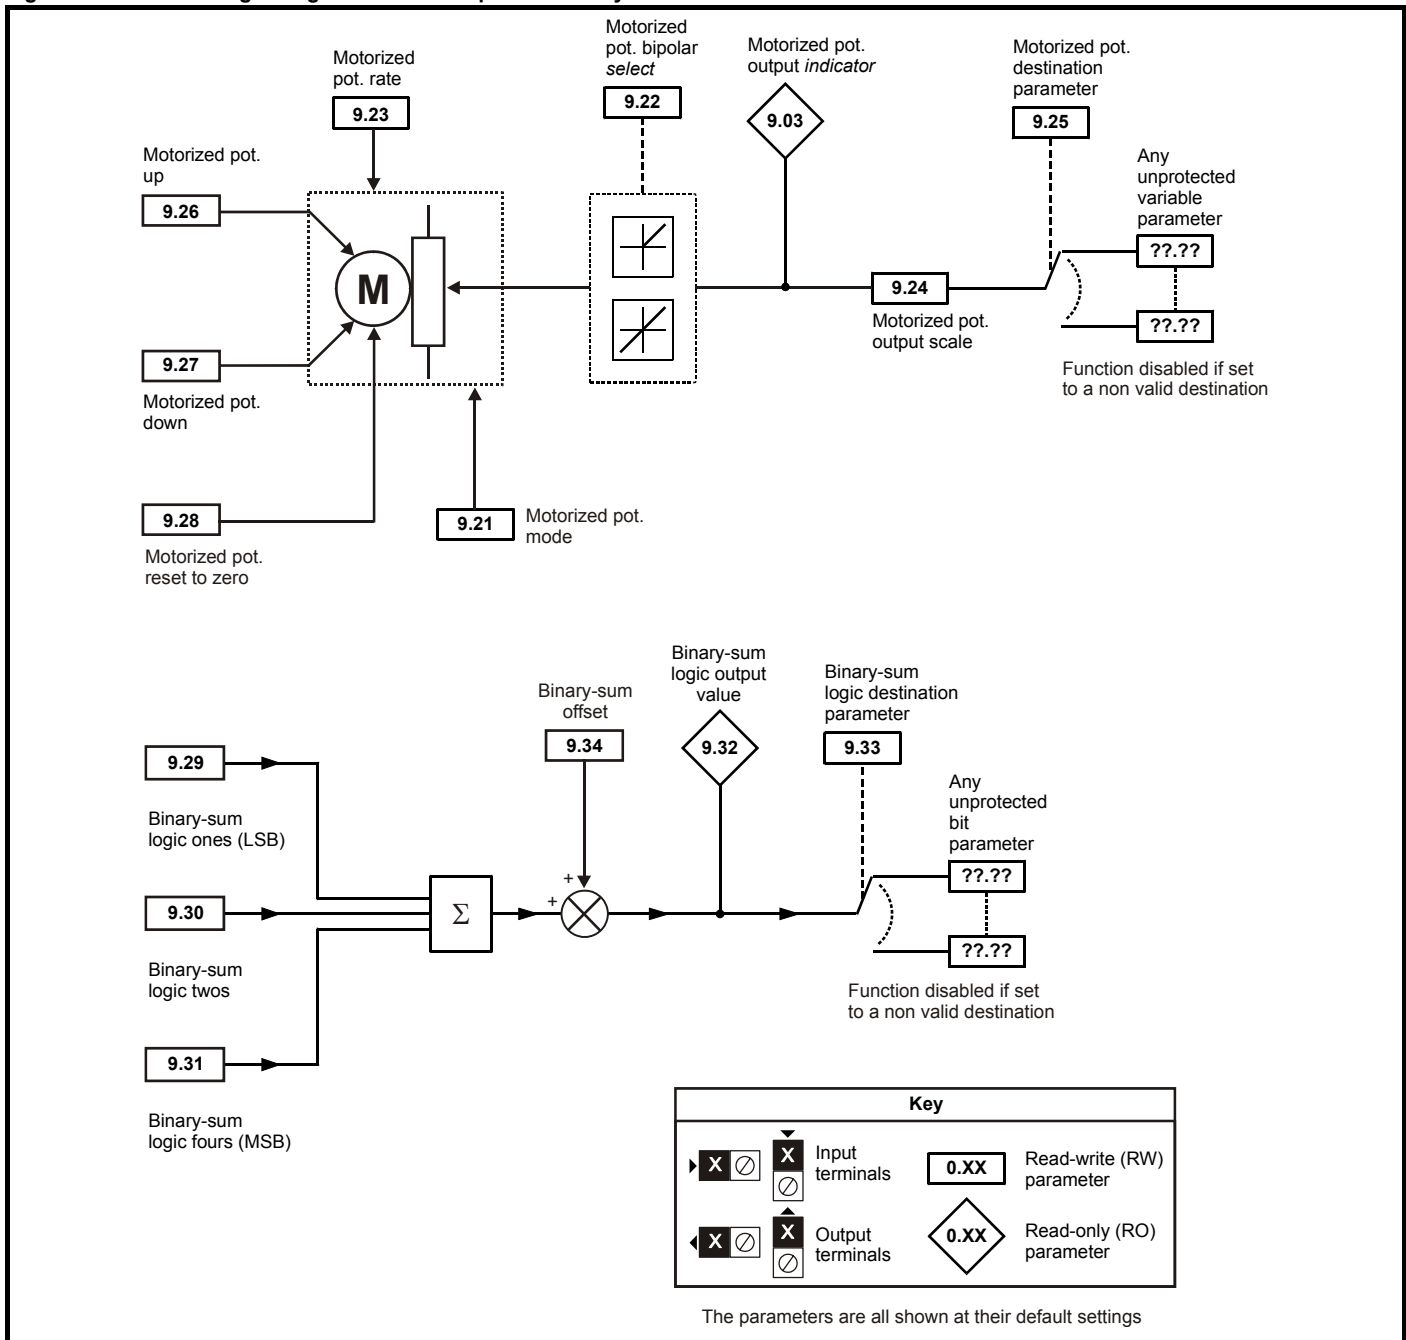 Motorized
pot. rate
9.23
Motorized
pot. bipolar
select
9.22
Motorized pot.
output indicator
9.03
Motorized pot.
destination
parameter
9.25
Any
unprotected
variable
parameter
??.??
??.??
Function disabled if set
to a non valid destination
Motorized pot.
up
9.26
M
9.24
Motorized pot.
output scale
9.27
Motorized pot.
down
9.28
Motorized pot.
reset to zero
9.21
Motorized pot.
mode
Binary-sum
logic output
value
9.32
Binary-sum
offset
9.34
Binary-sum
logic destination
parameter
9.33
Any
unprotected
bit
parameter
??.??
??.??
Function disabled if set
to a non valid destination
9.29
Binary-sum
logic ones (LSB)
9.30
Binary-sum
logic twos
9.31
Binary-sum
logic fours (MSB)
Σ
+
+
Key
X
X
Input
terminals
0.XX
Read-write (RW)
parameter
X
X
Output
terminals
0.XX
Read-only (RO)
parameter
The parameters are all shown at their default settings